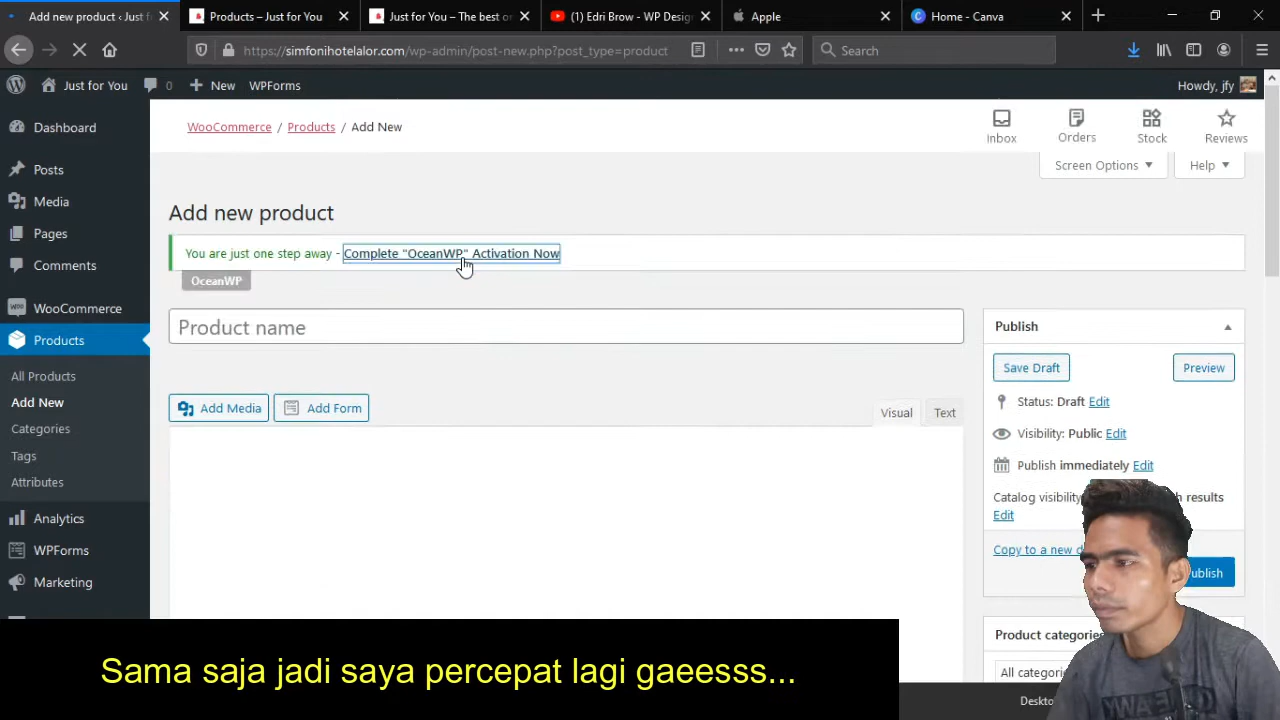 Add new product ‹ Just f
Products – Just for You
Just for You – The best o
(1) Edri Brow - WP Desig
Apple
Home - Canva
https://simfonihotelalor.com/wp-admin/post-new.php?post_type=product
Search
Just for You
0
New
WPForms
Howdy, jfy
WooCommerce / Products / Add New
Inbox
Orders
Stock
Reviews
Screen Options
Help
Dashboard
Posts
Media
Pages
Comments
WooCommerce
Products
All Products
Add New
Categories
Tags
Attributes
Analytics
WPForms
Marketing
Add new product
You are just one step away - Complete "OceanWP" Activation Now
OceanWP
Product name
Add Media
Add Form
Visual
Text
Publish
Save Draft
Preview
Status: Draft Edit
Visibility: Public Edit
Publish immediately Edit
Catalog visibility: results
Edit
Copy to a new d
ublish
Product categor
All categori
Deskto
Sama saja jadi saya percepat lagi gaeesss...